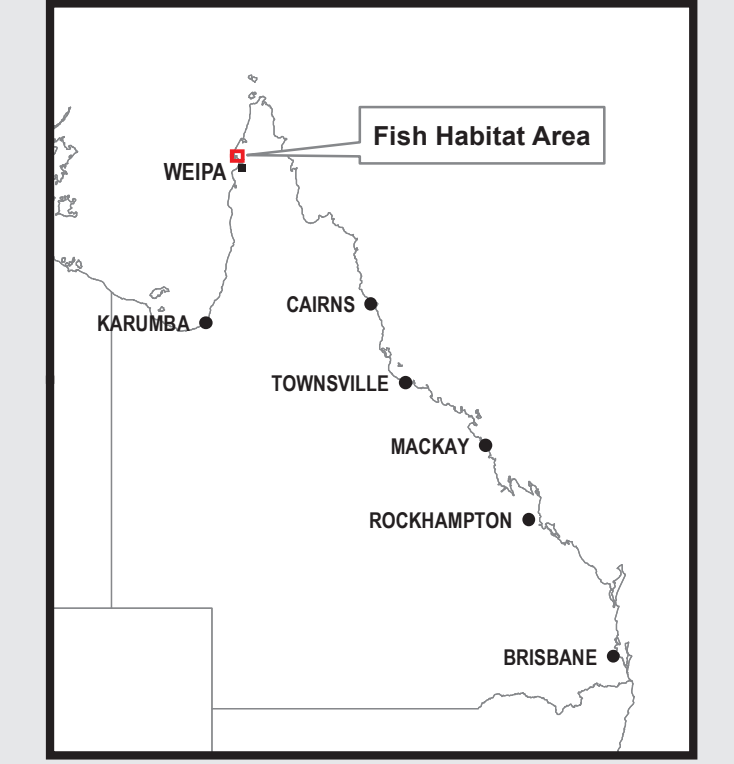 Fish Habitat Area
WEIPA
CAIRNS
KARUMBA
TOWNSVILLE
MACKAY
ROCKHAMPTON
BRISBANE